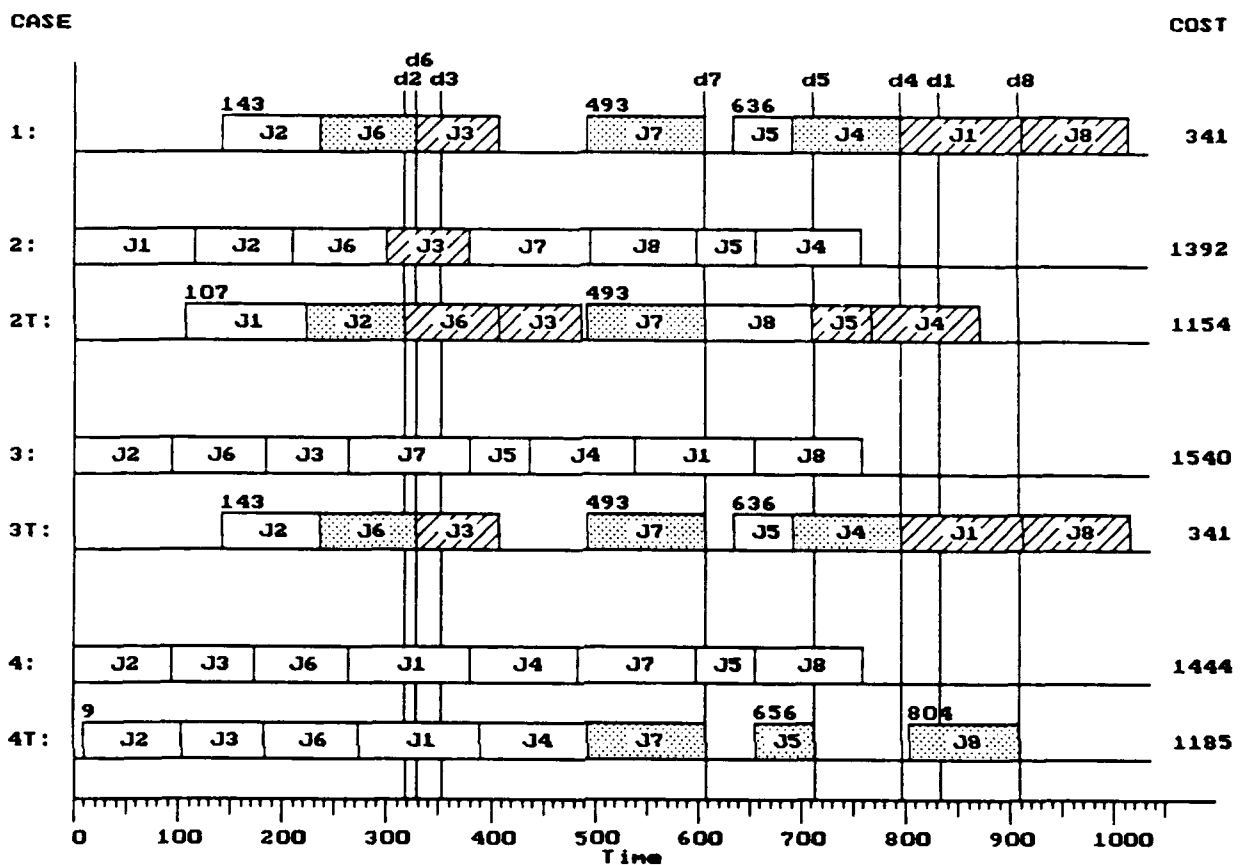 CASE COST
d6
d2 d3 d7 d5 d4 d1 d8
143 493 636
1: J2 J6 J3 J7 J5 J4 J1 J8 341
2: J1 J2 J6 J3 J7 J8 J5 J4 1392
107 493
2T: J1 J2 J6 J3 J7 J8 J5 J4 1154
3: J2 J6 J3 J7 J5 J4 J1 J8 1540
143 493 636
3T: J2 J6 J3 J7 J5 J4 J1 J8 341
4: J2 J3 J6 J1 J4 J7 J5 J8 1444
9 656 804
4T: J2 J3 J6 J1 J4 J7 J5 J8 1185
0 100 200 300 400 500 600 700 800 900 1000
Time